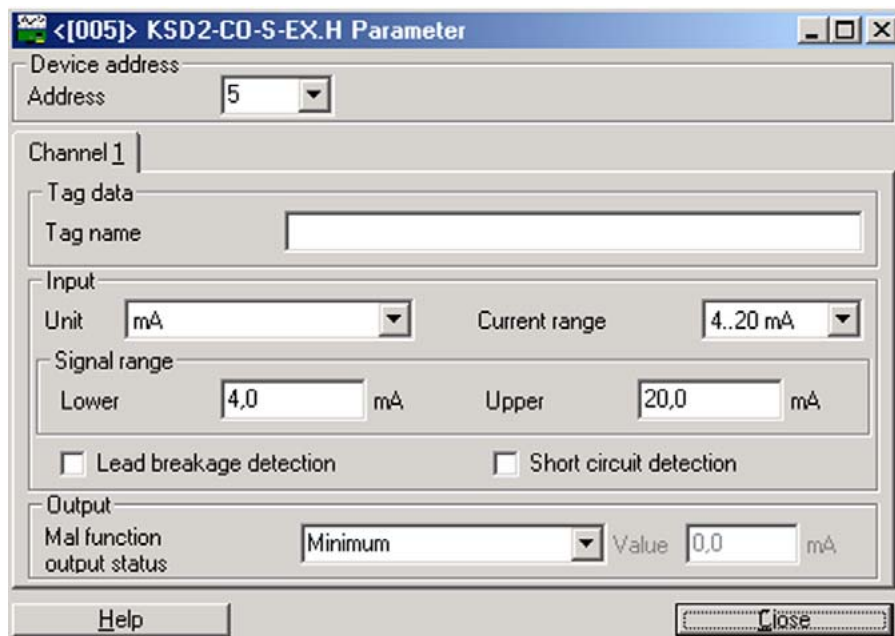 <[005]> KSD2-CO-S-EX.H Parameter
Device address
Address 5
Channel 1
Tag data
Tag name
Input
Unit mA Current range 4..20 mA
Signal range
Lower 4,0 mA Upper 20,0 mA
Lead breakage detection Short circuit detection
Output
Mal function
output status Minimum Value 0,0 mA
Help Close